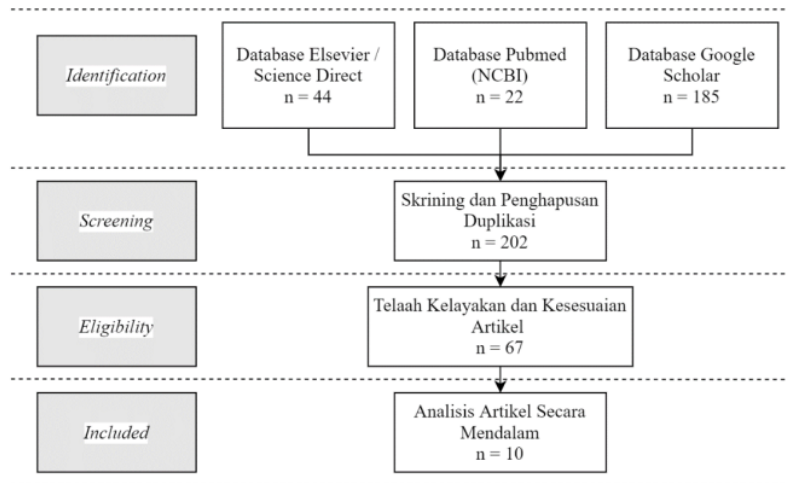 Identification
Database Elsevier /
Science Direct
n = 44
Database Pubmed
(NCBI)
n = 22
Database Google
Scholar
n = 185
Screening
Skrining dan Penghapusan
Duplikasi
n = 202
Eligibility
Telaah Kelayakan dan Kesesuaian
Artikel
n = 67
Included
Analisis Artikel Secara
Mendalam
n = 10